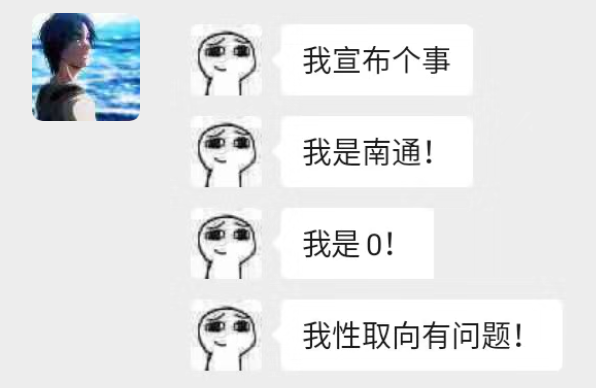 我宣布个事
我是南通！
我是0！
我性取向有问题！